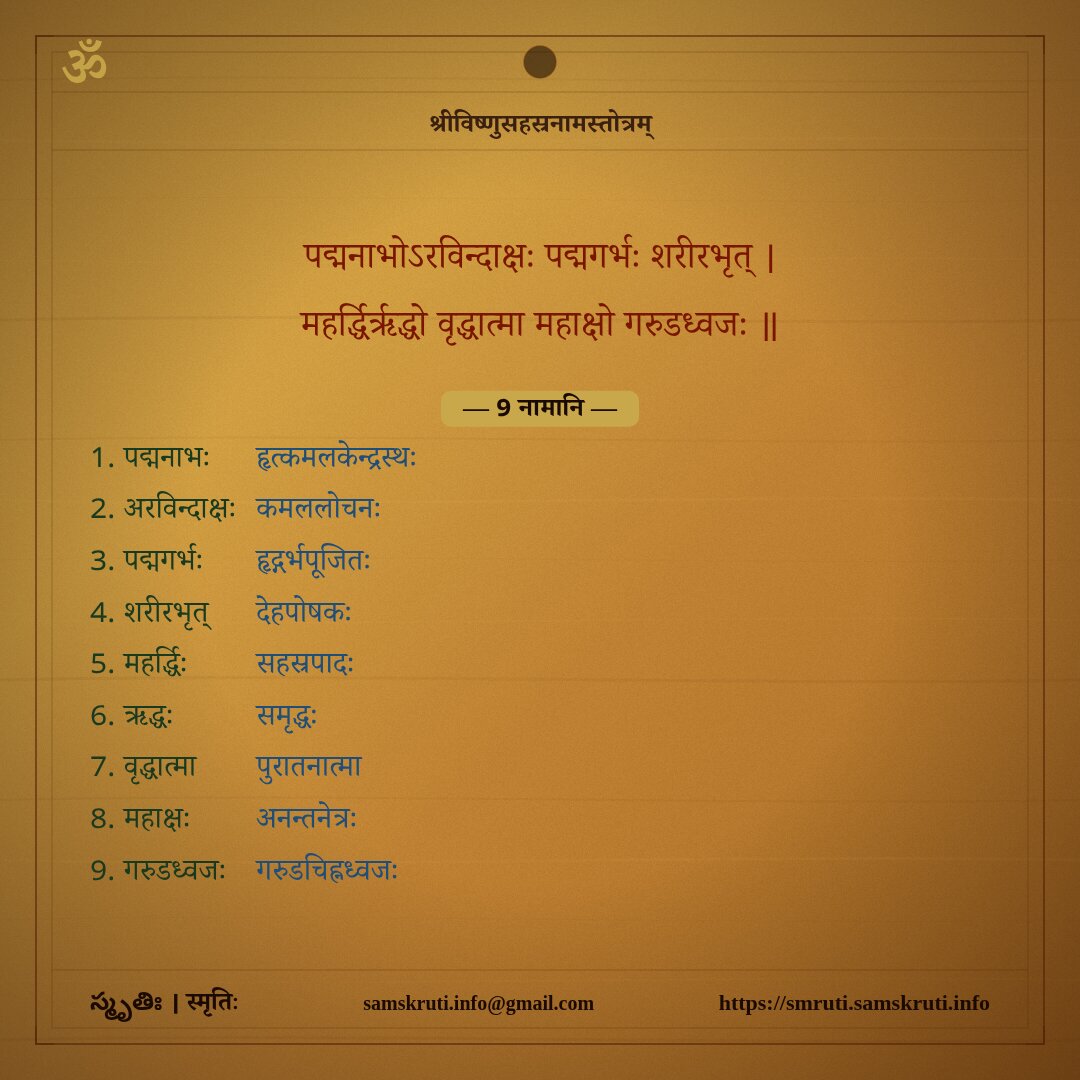 ॐ
श्रीविष्णुसहस्रनामस्तोत्रम्
पद्मनाभोऽरविन्दाक्षः पद्मगर्भः शरीरभृत् |
महर्द्धिरृद्धो वृद्धात्मा महाक्षो गरुडध्वजः ||
— 9 नामानि —
1. पद्मनाभः हृत्कमलकेन्द्रस्थः
2. अरविन्दाक्षः कमललोचनः
3. पद्मगर्भः हृद्गर्भपूजितः
4. शरीरभृत् देहपोषकः
5. महर्द्धिः सहस्रपादः
6. ऋद्धः समृद्धः
7. वृद्धात्मा पुरातनात्मा
8. महाक्षः अनन्तनेत्रः
9. गरुडध्वजः गरुडचिह्नध्वजः
స్మృతిః | स्मृतिः samskruti.info@gmail.com https://smruti.samskruti.info